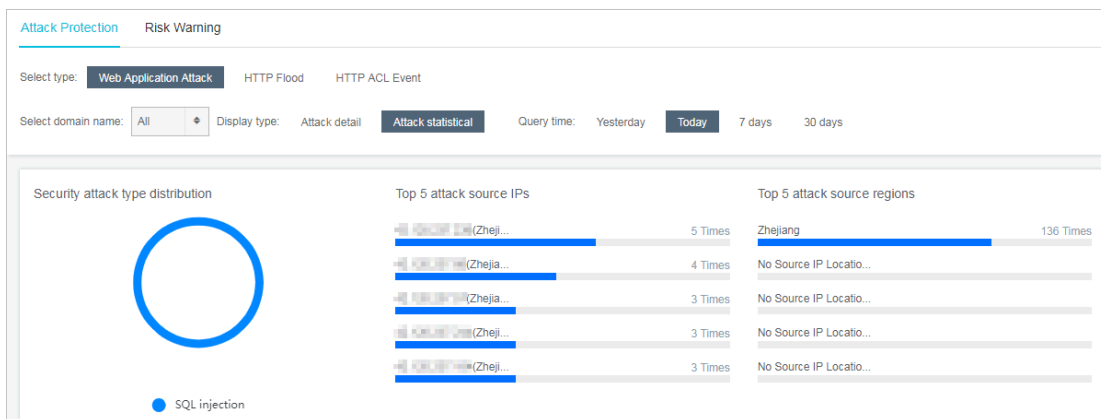 Attack Protection Risk Warning
Select type: Web Application Attack HTTP Flood HTTP ACL Event
Select domain name: All Display type: Attack detail Attack statistical Query time: Yesterday Today 7 days 30 days
Security attack type distribution
SQL injection
Top 5 attack source IPs
(Zheji... 5 Times
(Zhejia... 4 Times
(Zhejia... 3 Times
(Zheji... 3 Times
(Zheji... 3 Times
Top 5 attack source regions
Zhejiang 136 Times
No Source IP Locatio...
No Source IP Locatio...
No Source IP Locatio...
No Source IP Locatio...